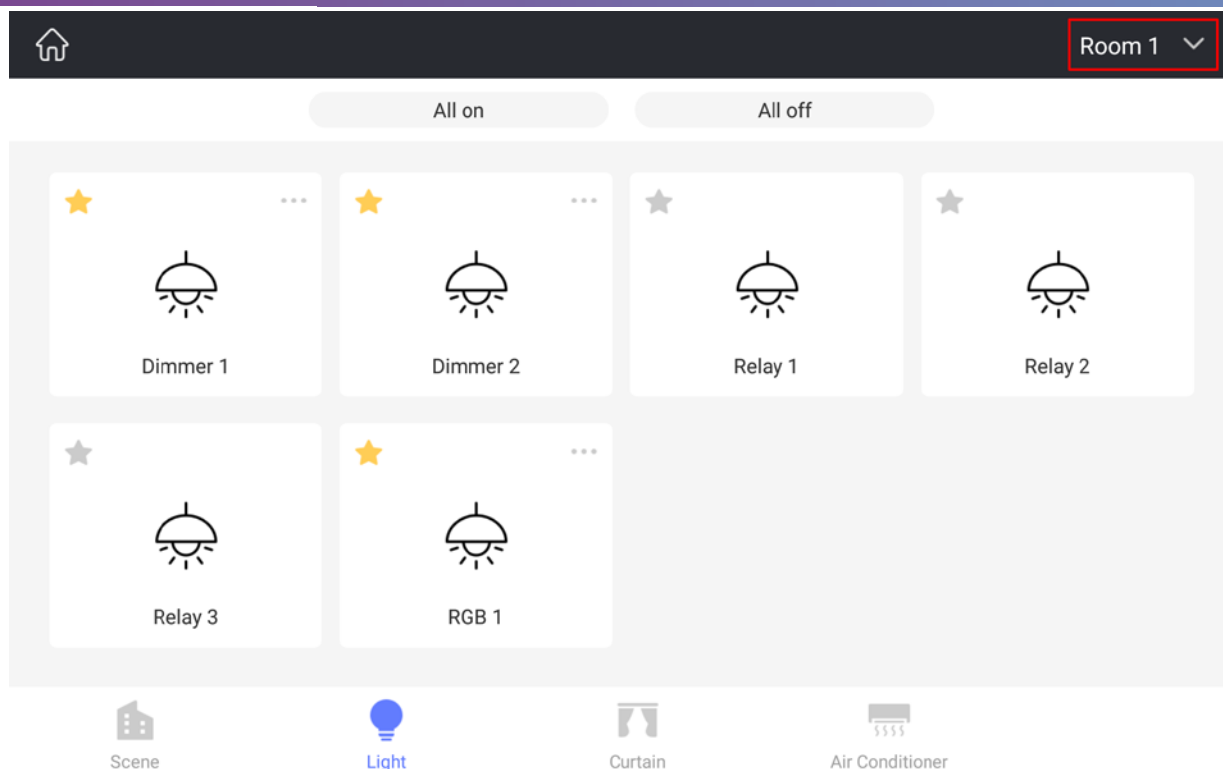 Room 1
All on All off
Dimmer 1 Dimmer 2 Relay 1 Relay 2
Relay 3 RGB 1
Scene Light Curtain Air Conditioner